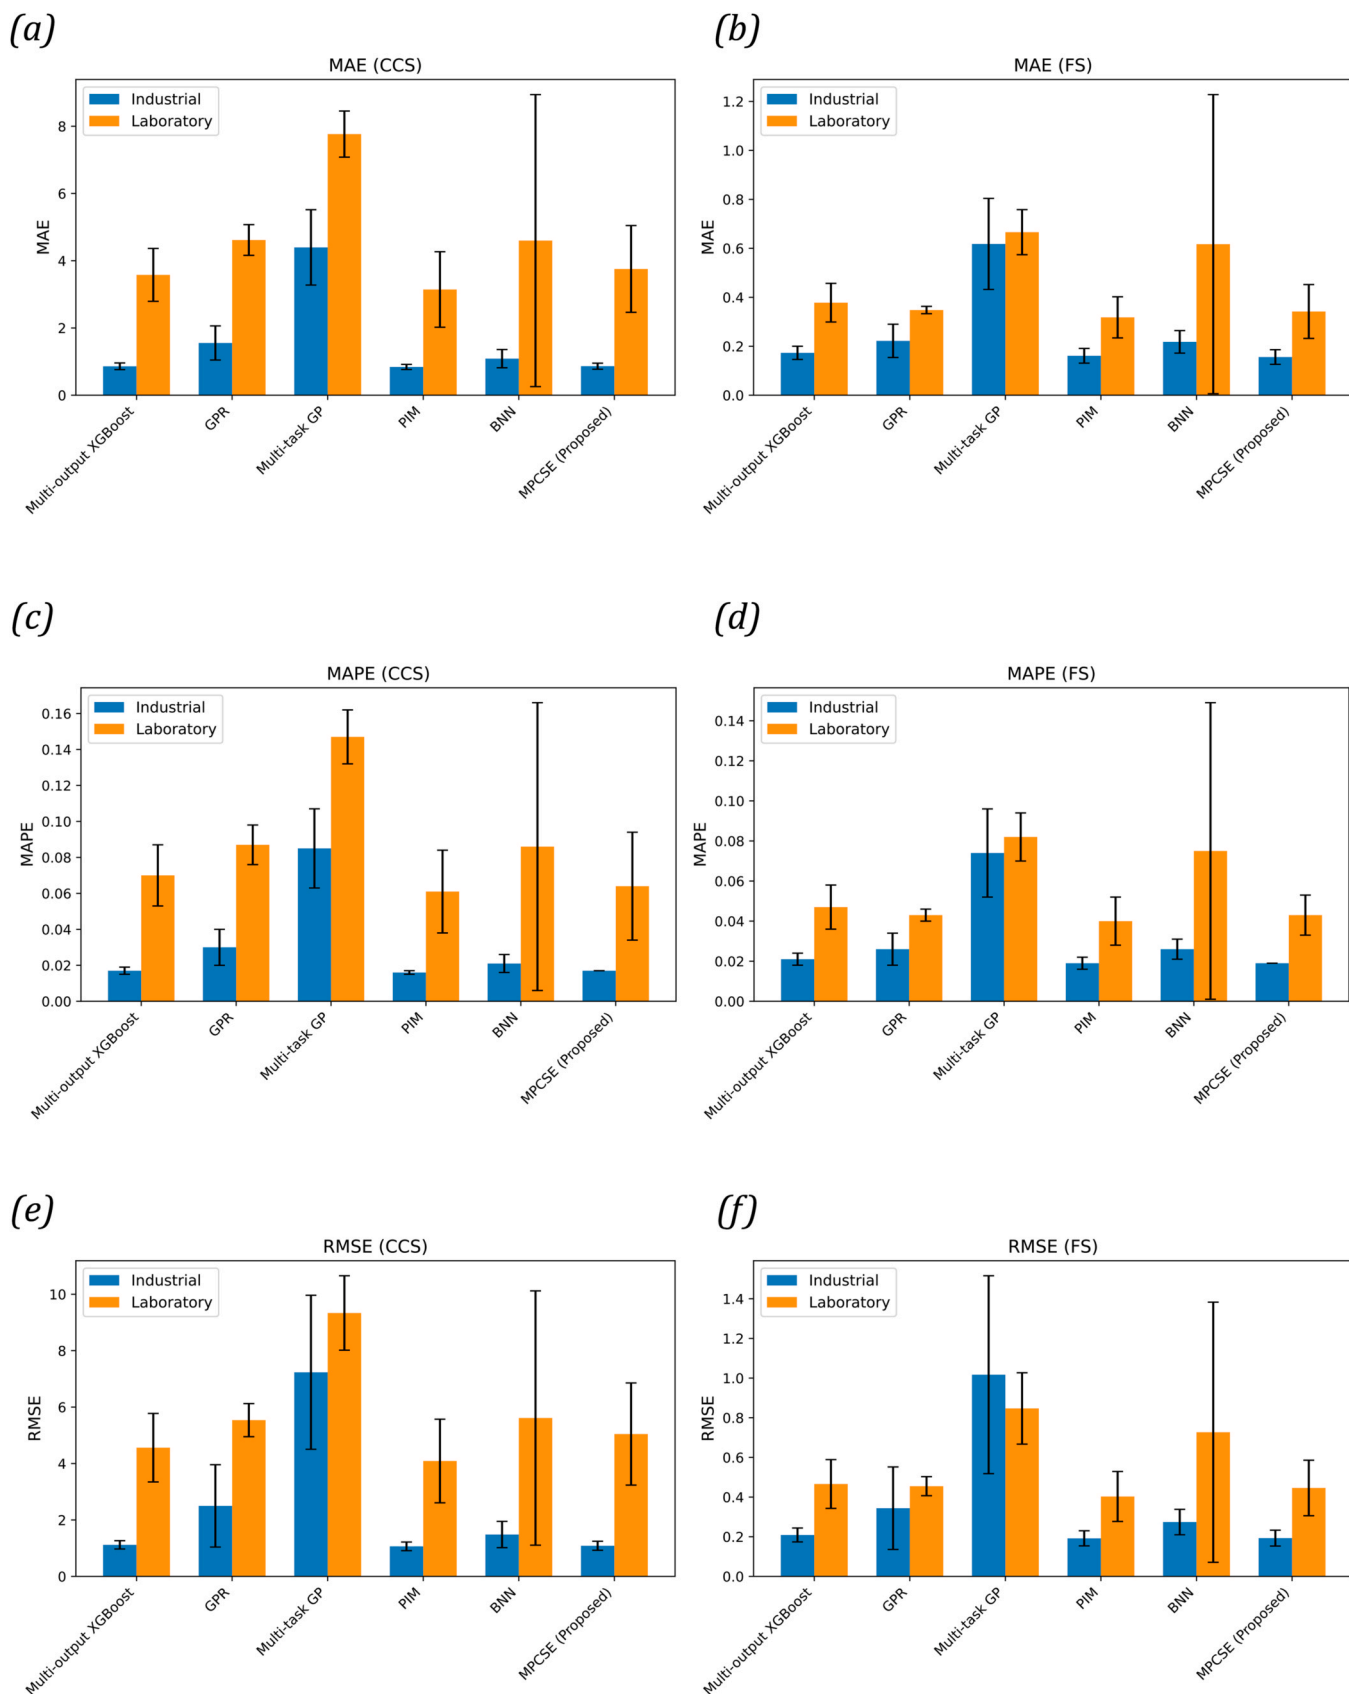 (a)
MAE (CCS)
MAE
8
6
4
2
0
Industrial
Laboratory
Multi-output XGBoost
GPR
Multi-task GP
PIM
BNN
MPCSE (Proposed)
(b)
MAE (FS)
MAE
1.2
1.0
0.8
0.6
0.4
0.2
0.0
Industrial
Laboratory
Multi-output XGBoost
GPR
Multi-task GP
PIM
BNN
MPCSE (Proposed)
(c)
MAPE (CCS)
MAPE
0.16
0.14
0.12
0.10
0.08
0.06
0.04
0.02
0.00
Industrial
Laboratory
Multi-output XGBoost
GPR
Multi-task GP
PIM
BNN
MPCSE (Proposed)
(d)
MAPE (FS)
MAPE
0.14
0.12
0.10
0.08
0.06
0.04
0.02
0.00
Industrial
Laboratory
Multi-output XGBoost
GPR
Multi-task GP
PIM
BNN
MPCSE (Proposed)
(e)
RMSE (CCS)
RMSE
10
8
6
4
2
0
Industrial
Laboratory
Multi-output XGBoost
GPR
Multi-task GP
PIM
BNN
MPCSE (Proposed)
(f)
RMSE (FS)
RMSE
1.4
1.2
1.0
0.8
0.6
0.4
0.2
0.0
Industrial
Laboratory
Multi-output XGBoost
GPR
Multi-task GP
PIM
BNN
MPCSE (Proposed)